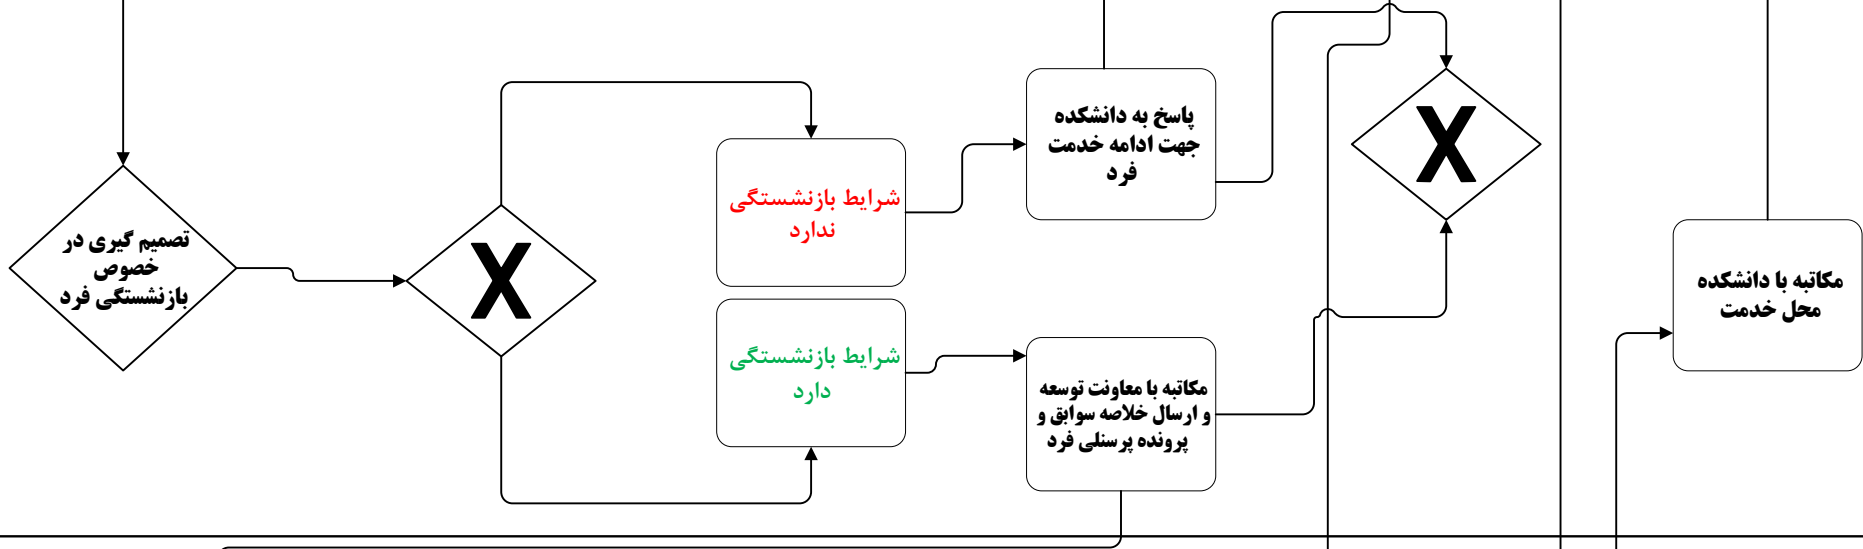 تصمیم گیری در
خصوص
بازنشستگی فرد
X
شرایط بازنشستگی
ندارد
شرایط بازنشستگی
دارد
پاسخ به دانشکده
جهت ادامه خدمت
فرد
مکاتبه با معاونت توسعه
و ارسال خلاصه سوابق و
پرونده پرسنلی فرد
X
مکاتبه با دانشکده
محل خدمت